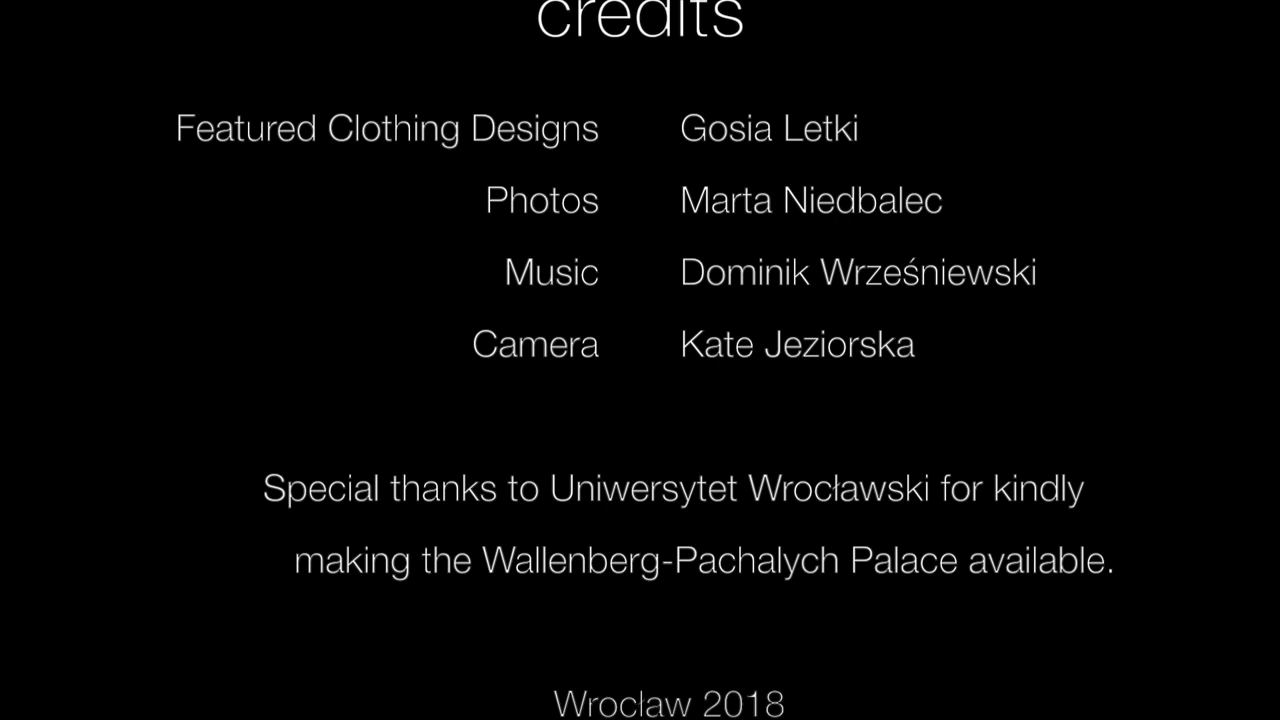 credits
Featured Clothing Designs Gosia Letki
Photos Marta Niedbalec
Music Dominik Wrześniewski
Camera Kate Jeziorska
Special thanks to Uniwersytet Wrocławski for kindly
making the Wallenberg-Pachalych Palace available.
Wrocław 2018